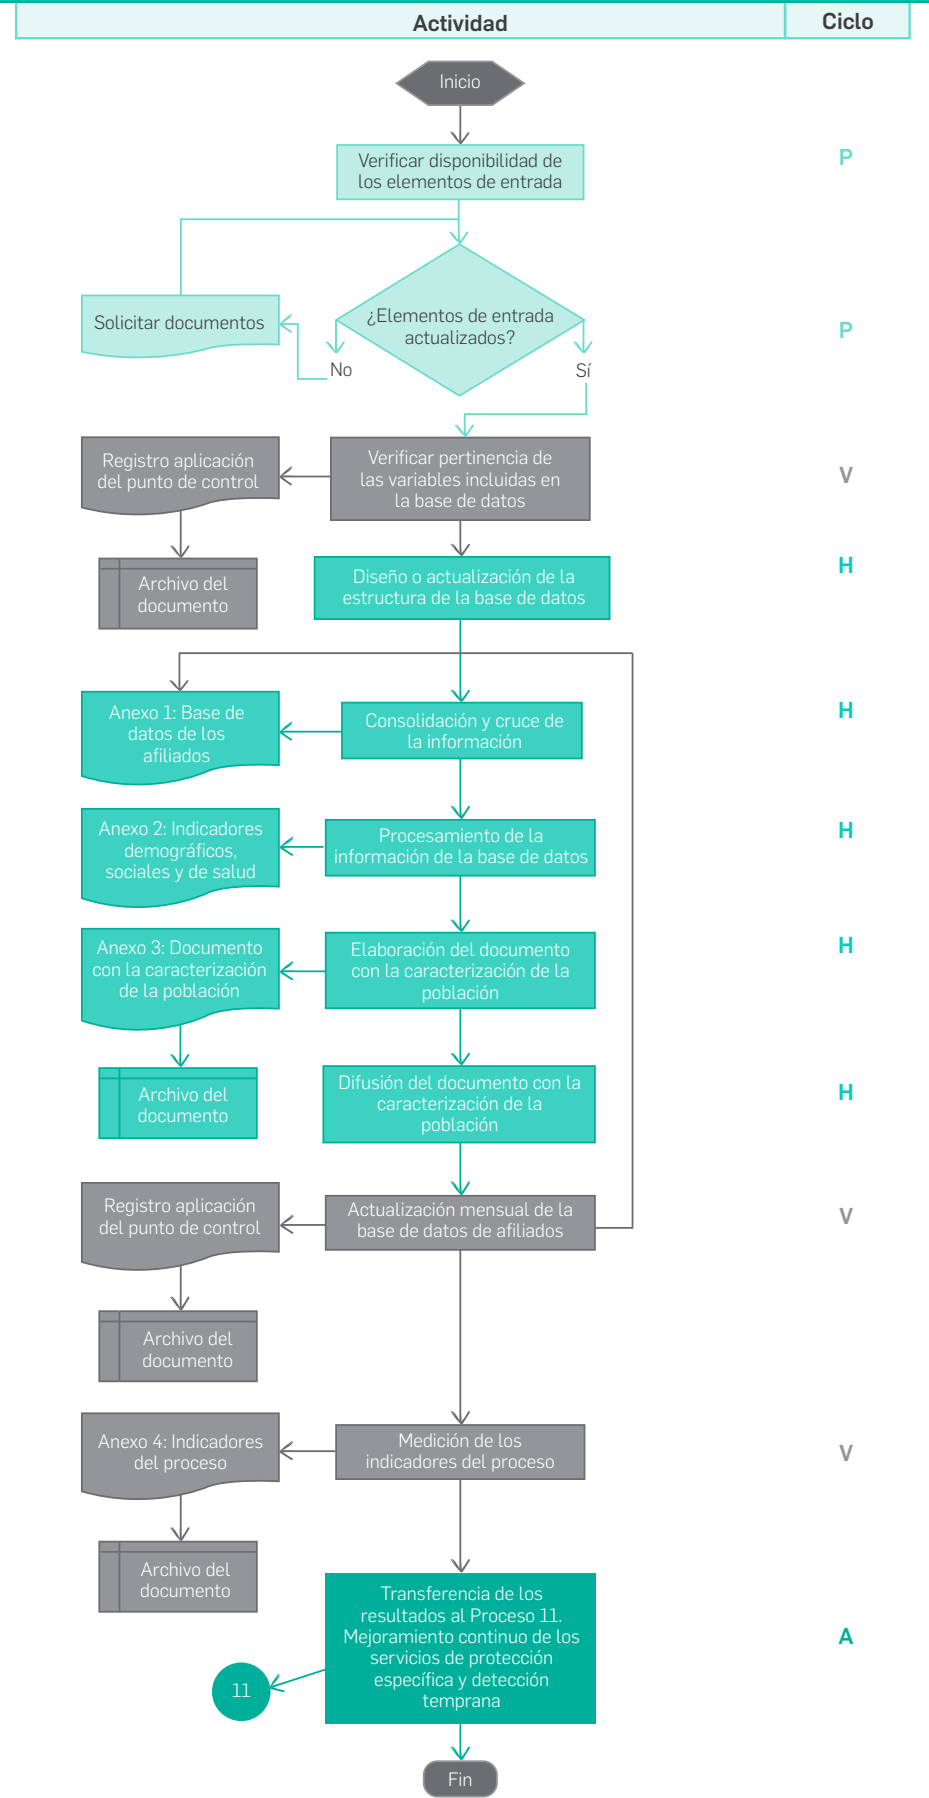 Actividad
Ciclo
Inicio
Verificar disponibilidad de
los elementos de entrada
P
Solicitar documentos
¿Elementos de entrada
actualizados?
P
No
Sí
Registro aplicación
del punto de control
Verificar pertinencia de
las variables incluidas en
la base de datos
V
Archivo del
documento
Diseño o actualización de la
estructura de la base de datos
H
Anexo 1: Base de
datos de los
afiliados
Consolidación y cruce de
la información
H
Anexo 2: Indicadores
demográficos,
sociales y de salud
Procesamiento de la
información de la base de datos
H
Anexo 3: Documento
con la caracterización
de la población
Elaboración del documento
con la caracterización de la
población
H
Archivo del
documento
Difusión del documento con la
caracterización de la
población
H
Registro aplicación
del punto de control
Actualización mensual de la
base de datos de afiliados
V
Archivo del
documento
Anexo 4: Indicadores
del proceso
Medición de los
indicadores del proceso
V
Archivo del
documento
Transferencia de los
resultados al Proceso 11.
Mejoramiento continuo de los
servicios de protección
específica y detección
temprana
A
11
Fin